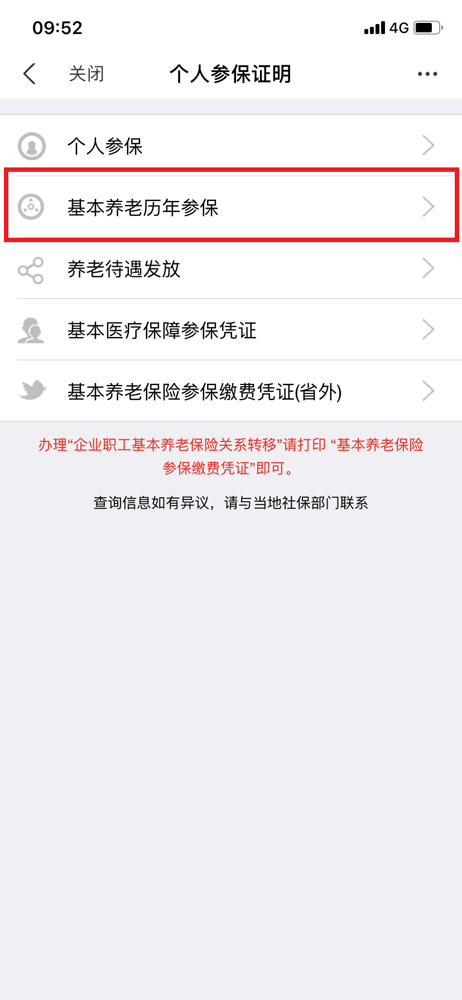 09:52
4G
关闭
个人参保证明
个人参保
基本养老历年参保
养老待遇发放
基本医疗保障参保凭证
基本养老保险参保缴费凭证(省外)
办理“企业职工基本养老保险关系转移”请打印 “基本养老保险
参保缴费凭证”即可。
查询信息如有异议，请与当地社保部门联系